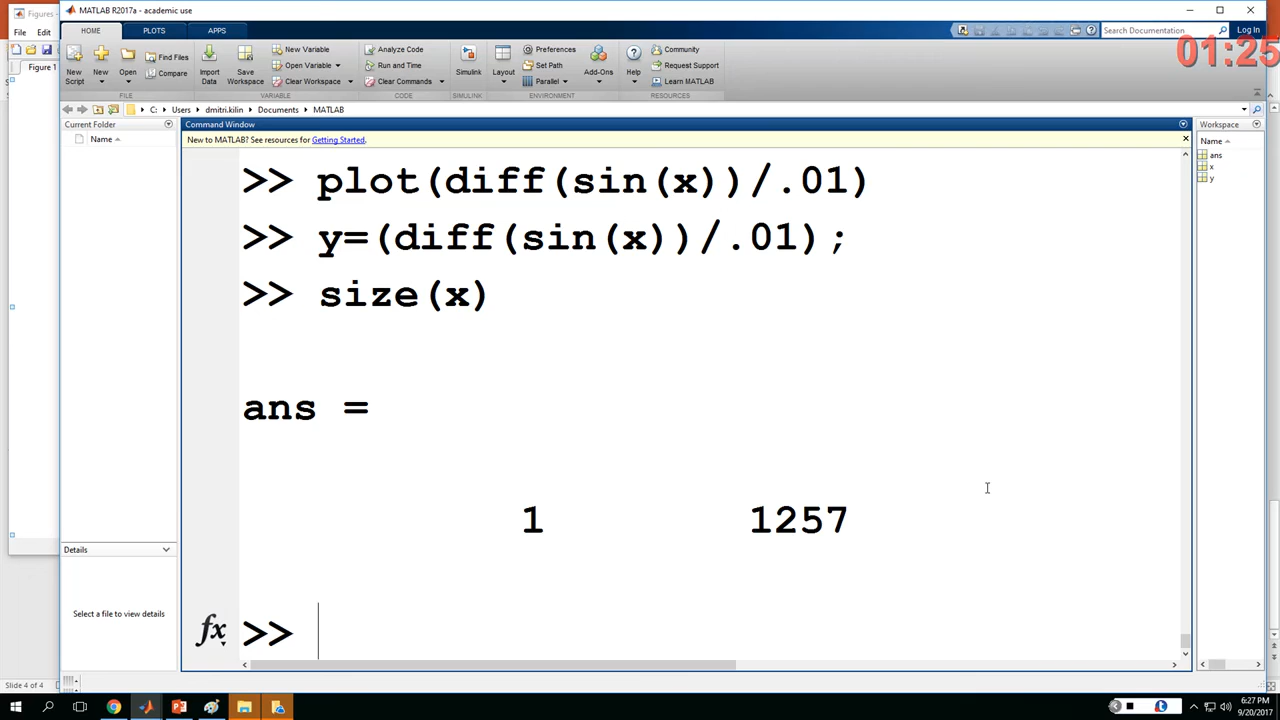 Figures -
MATLAB R2017a - academic use
File Edit
HOME PLOTS APPS
Search Documentation
Log In
01:25
New Script
New
Open
Find Files
Compare
Import Data
Save Workspace
New Variable
Open Variable
Clear Workspace
Analyze Code
Run and Time
Clear Commands
Simulink
Layout
Preferences
Set Path
Parallel
Add-Ons
Help
Community
Request Support
Learn MATLAB
FILE VARIABLE CODE SIMULINK ENVIRONMENT RESOURCES
Figure 1
C: Users dmitri.kilin Documents MATLAB
Current Folder
Name
Command Window
New to MATLAB? See resources for Getting Started.
Workspace
Name
ans
x
y
>> plot(diff(sin(x))/.01)
>> y=(diff(sin(x))/.01);
>> size(x)
ans =
1 1257
fx >>
Details
Select a file to view details
Slide 4 of 4
6:27 PM
9/20/2017